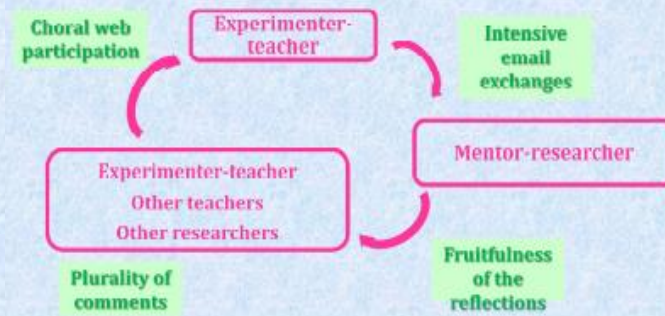 Choral web
participation
Experimenter-
teacher
Intensive
email
exchanges
Mentor-researcher
Experimenter-teacher
Other teachers
Other researchers
Plurality of
comments
Fruitfulness
of the
reflections